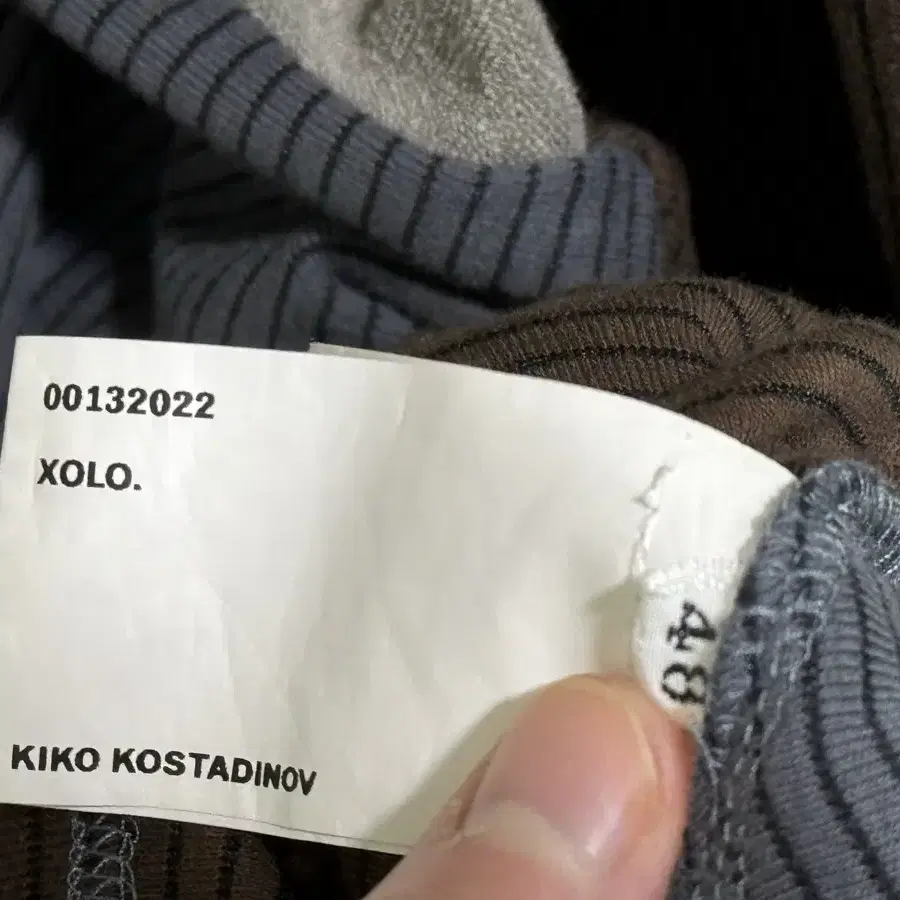 00132022
XOLO.
48
KIKO KOSTADINOV